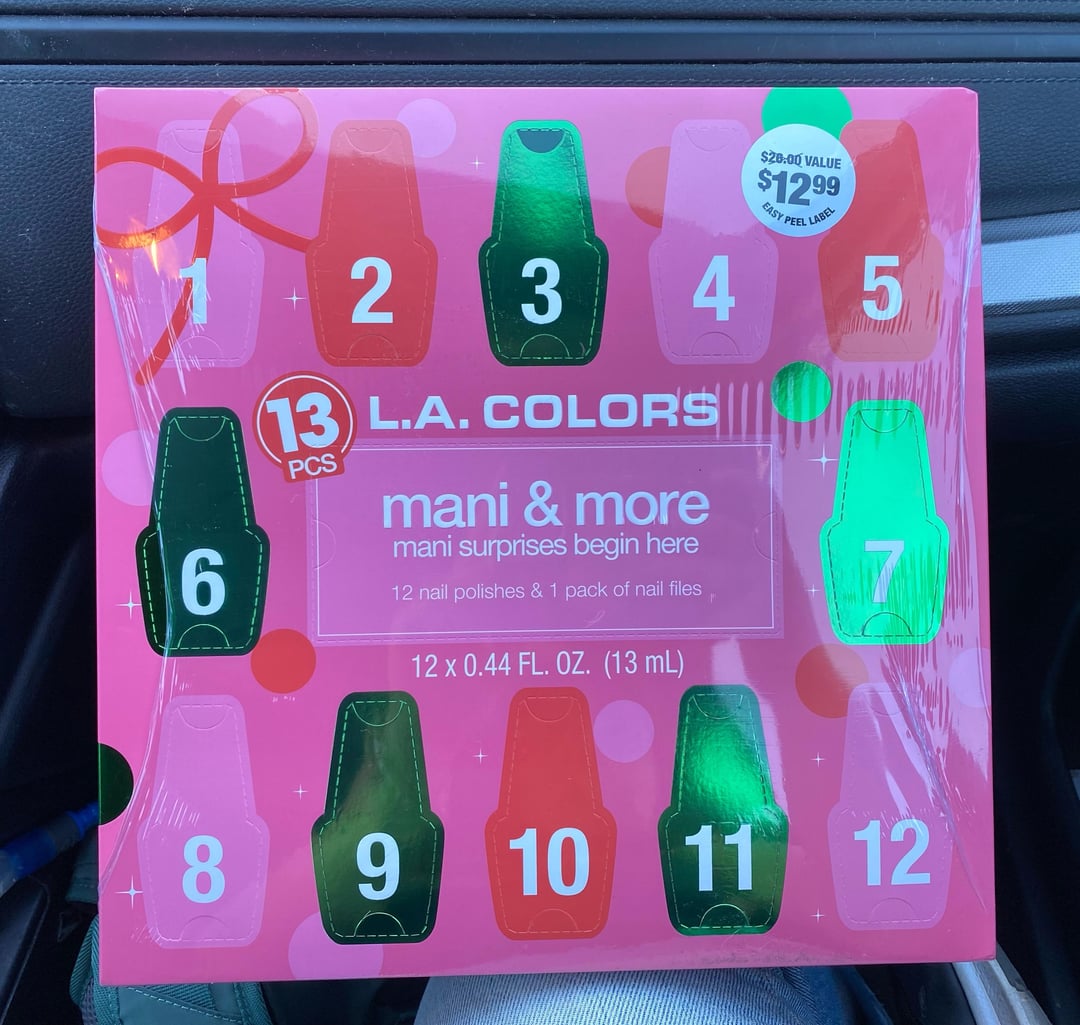 1
2
3
4
5
$20.00 VALUE
$12.99
EASY PEEL LABEL
13
PCS
L.A. COLORS
mani & more
mani surprises begin here
12 nail polishes & 1 pack of nail files
6
7
12 x 0.44 FL. OZ. (13 mL)
8
9
10
11
12